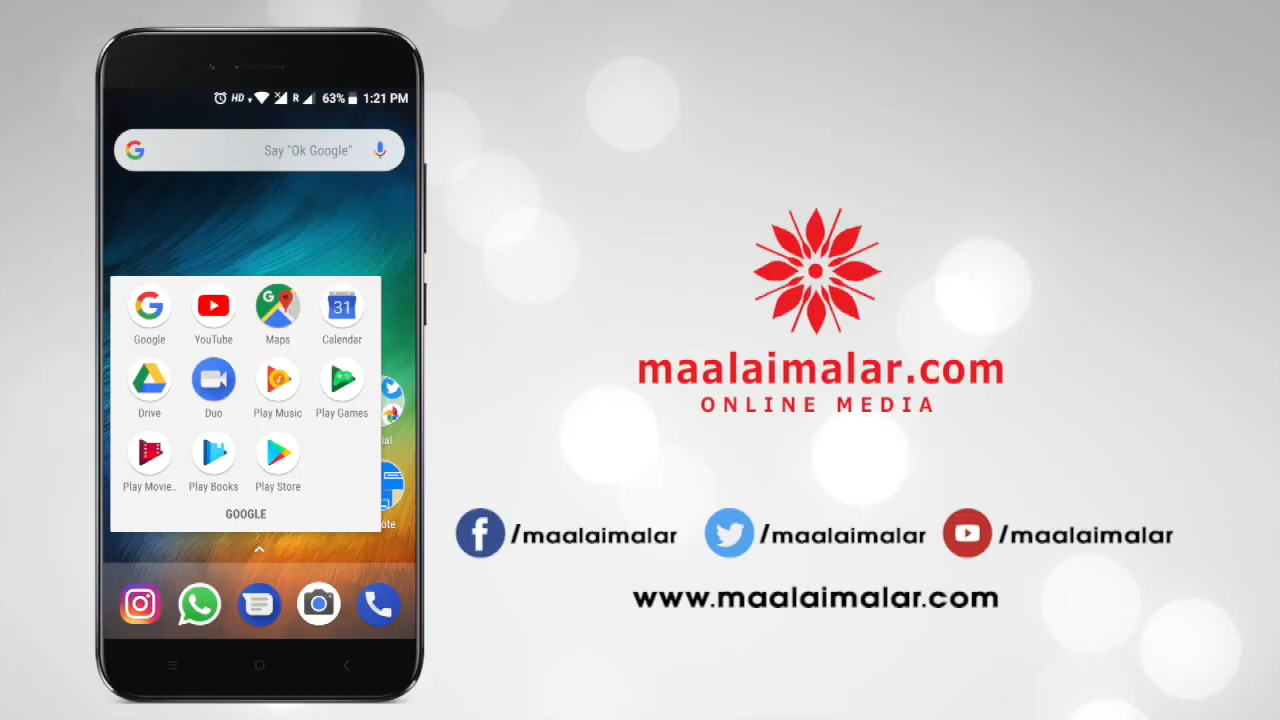 HD R 63% 1:21 PM
G Say "Ok Google"
G G 31
Google YouTube Maps Calendar
Drive Duo Play Music Play Games
Play Movie.. Play Books Play Store
GOOGLE
maalaimalar.com
ONLINE MEDIA
f /maalaimalar /maalaimalar /maalaimalar
www.maalaimalar.com